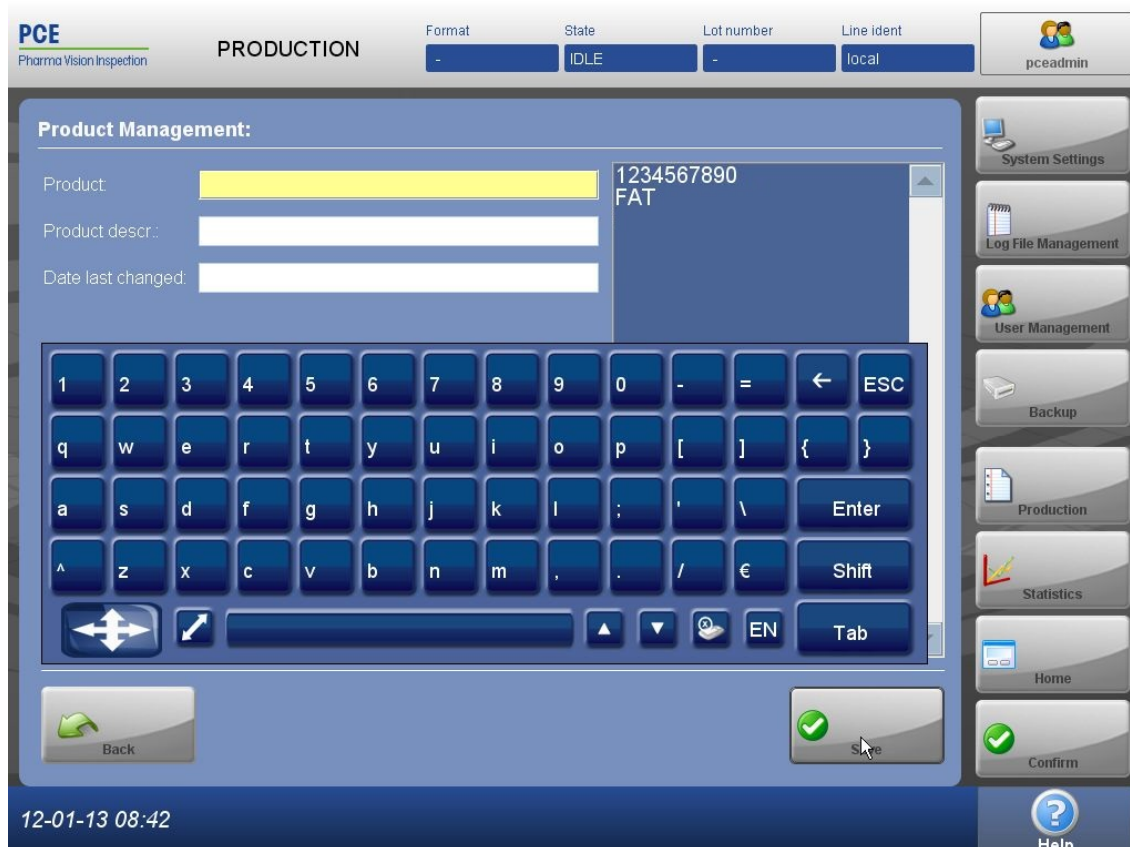 PCE
Pharma Vision Inspection
PRODUCTION
Format
-
State
IDLE
Lot number
-
Line ident
local
pceadmin
Product Management:
Product:
Product descr.:
Date last changed:
1234567890
FAT
1 2 3 4 5 6 7 8 9 0 - = ← ESC
q w e r t y u i o p [ ] { }
a s d f g h j k l ; ' \ Enter
^ z x c v b n m , . / € Shift
EN Tab
Back
Save
System Settings
Log File Management
User Management
Backup
Production
Statistics
Home
Confirm
12-01-13 08:42
Help